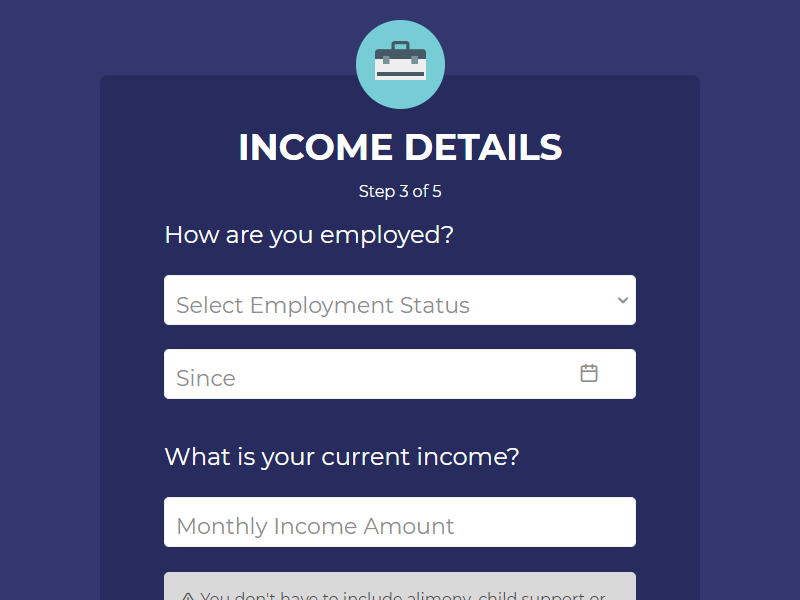 INCOME DETAILS
Step 3 of 5
How are you employed?
Select Employment Status
Since
What is your current income?
Monthly Income Amount
You don't have to include alimony, child support or